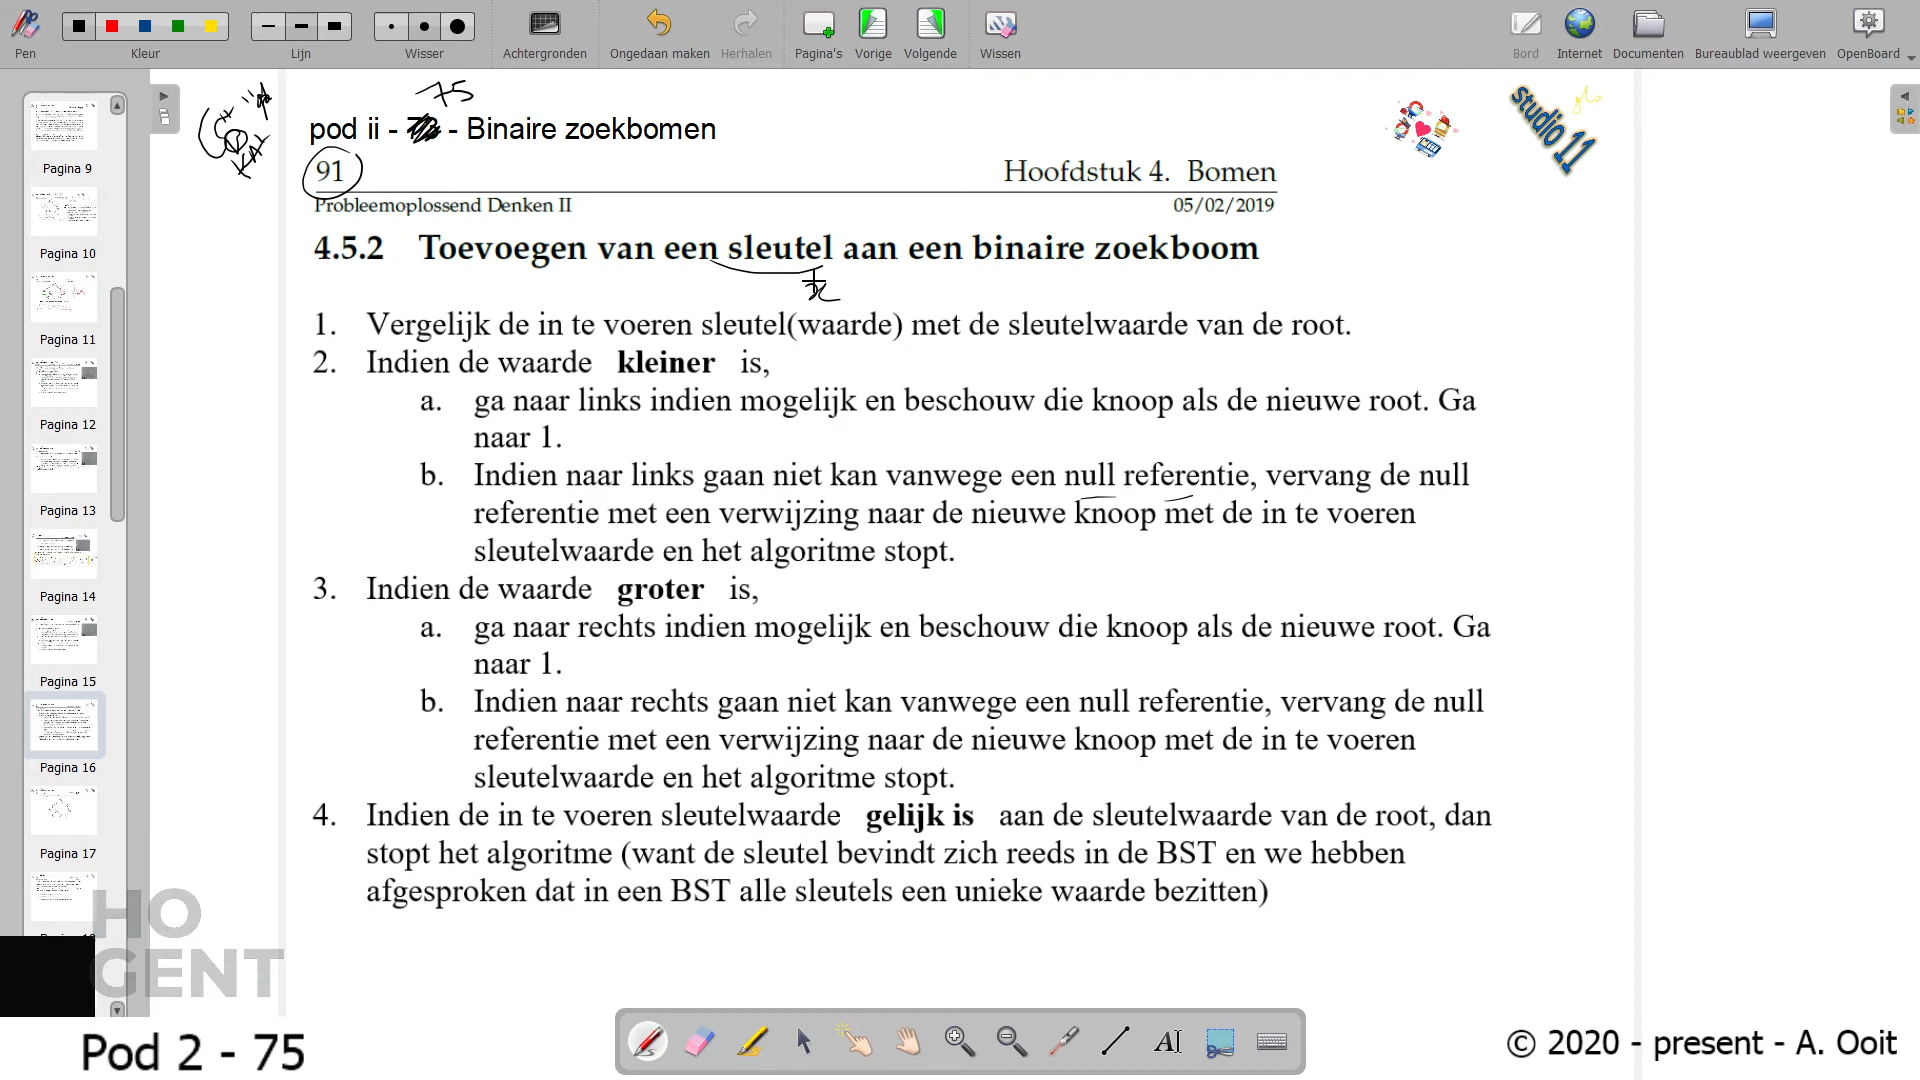 Pen
Kleur
Lijn
Wisser
Achtergronden
Ongedaan maken
Herhalen
Pagina's
Vorige
Volgende
Wissen
Bord
Internet
Documenten
Bureaublad weergeven
OpenBoard
75
pod ii - - Binaire zoekbomen
studio 11
91
Hoofdstuk 4. Bomen
Probleemoplossend Denken II
05/02/2019
4.5.2 Toevoegen van een sleutel aan een binaire zoekboom
1. Vergelijk de in te voeren sleutel(waarde) met de sleutelwaarde van de root.
2. Indien de waarde kleiner is,
a. ga naar links indien mogelijk en beschouw die knoop als de nieuwe root. Ga
naar 1.
b. Indien naar links gaan niet kan vanwege een null referentie, vervang de null
referentie met een verwijzing naar de nieuwe knoop met de in te voeren
sleutelwaarde en het algoritme stopt.
3. Indien de waarde groter is,
a. ga naar rechts indien mogelijk en beschouw die knoop als de nieuwe root. Ga
naar 1.
b. Indien naar rechts gaan niet kan vanwege een null referentie, vervang de null
referentie met een verwijzing naar de nieuwe knoop met de in te voeren
sleutelwaarde en het algoritme stopt.
4. Indien de in te voeren sleutelwaarde gelijk is aan de sleutelwaarde van de root, dan
stopt het algoritme (want de sleutel bevindt zich reeds in de BST en we hebben
afgesproken dat in een BST alle sleutels een unieke waarde bezitten)
Pagina 9
Pagina 10
Pagina 11
Pagina 12
Pagina 13
Pagina 14
Pagina 15
Pagina 16
Pagina 17
HO
GENT
Pod 2 - 75
© 2020 - present - A. Ooit